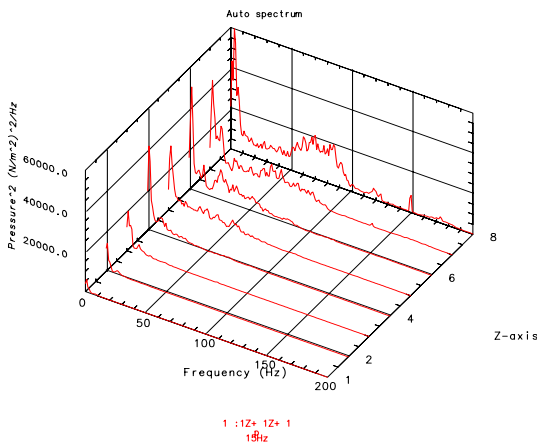 Auto spectrum
Pressure^2 (N/m^2)^2/Hz
60000.0
40000.0
20000.0
0
50
100
150
200
Frequency (Hz)
1
2
4
6
8
Z-axis
1 :1Z+ 1Z+ 1
15Hz